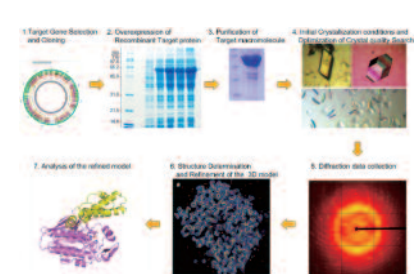 1. Target Gene Selection
and Cloning
2. Overexpression of
Recombinant Target protein
3. Purification of
Target macromolecule
4. Initial Crystallization conditions and
Optimization of Crystal quality Search
7. Analysis of the refined model
6. Structure Determination
and Refinement of the 3D model
5. Diffraction data collection